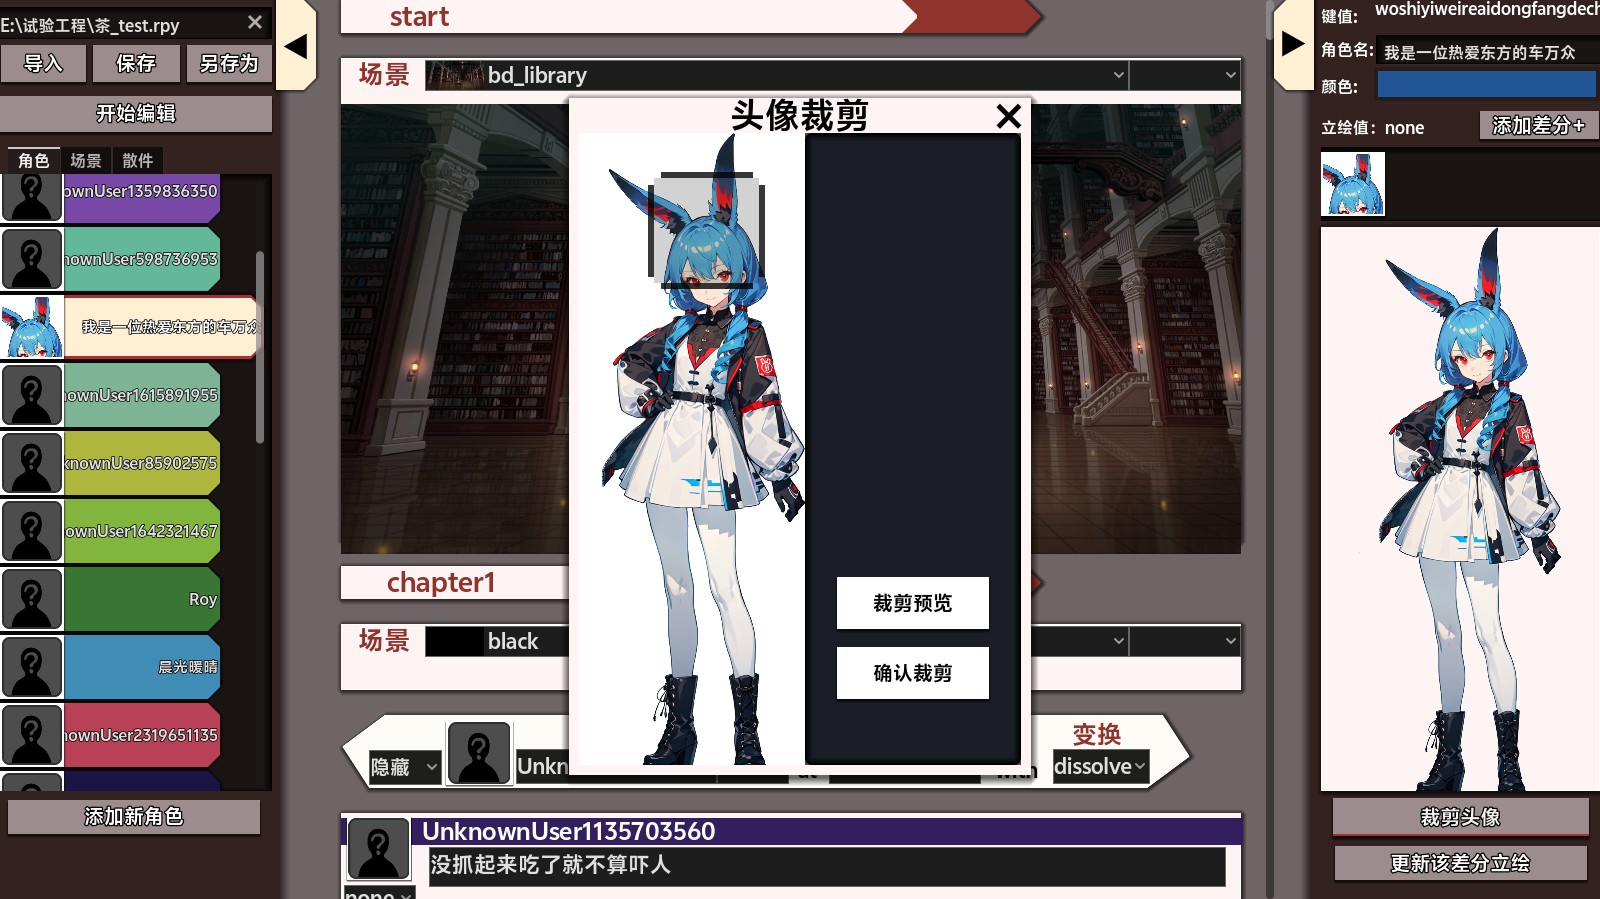 E:\试验工程\茶_test.rpy
导入 保存 另存为
开始编辑
角色 场景 散件
ownUser1359836350
nownUser598736953
我是一位热爱东方的车万众
nownUser1615891955
knownUser85902575
ownUser1642321467
Roy
晨光暖晴
nownUser2319651135
添加新角色
start
场景 bd_library
chapter1
场景 black
隐藏 Unkn
变换
dissolve
UnknownUser1135703560
没抓起来吃了就不算吓人
none
头像裁剪
裁剪预览
确认裁剪
键值: woshiyiweireaidongfangdech
角色名: 我是一位热爱东方的车万众
颜色:
立绘值: none 添加差分+
裁剪头像
更新该差分立绘